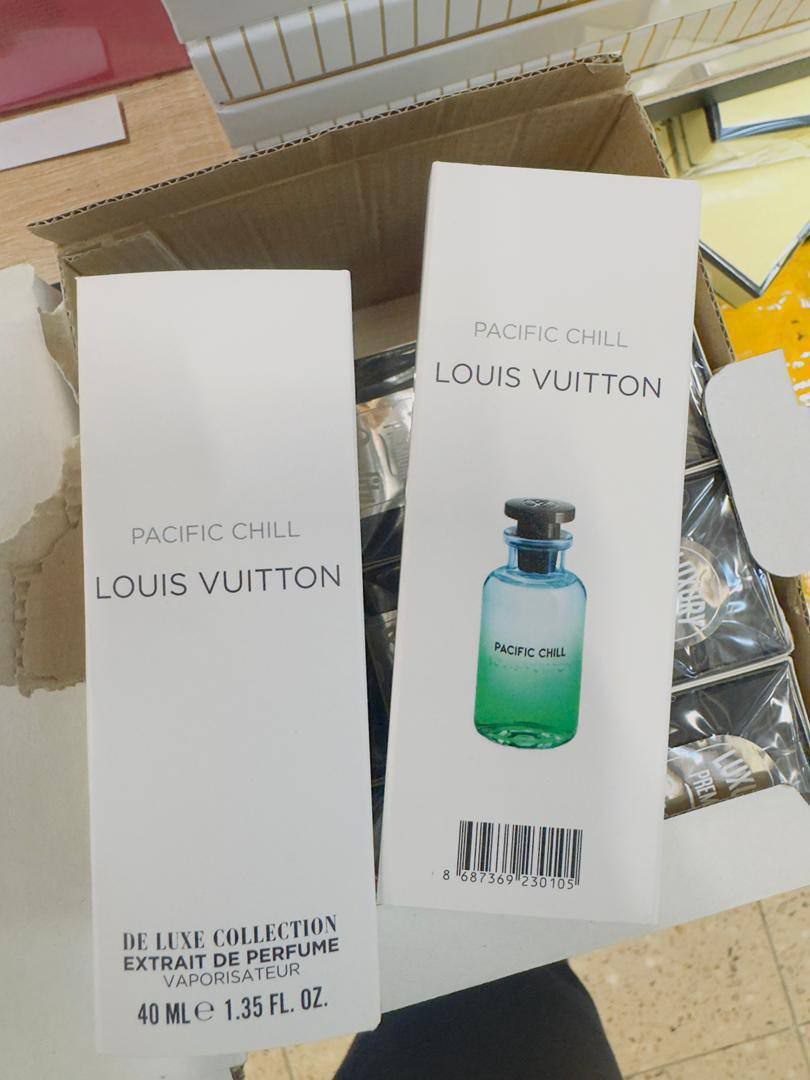 PACIFIC CHILL
LOUIS VUITTON
DE LUXE COLLECTION
EXTRAIT DE PERFUME
VAPORISATEUR
40 ML ℮ 1.35 FL. OZ.
PACIFIC CHILL
LOUIS VUITTON
PACIFIC CHILL
8 687369 230105
LUXURY